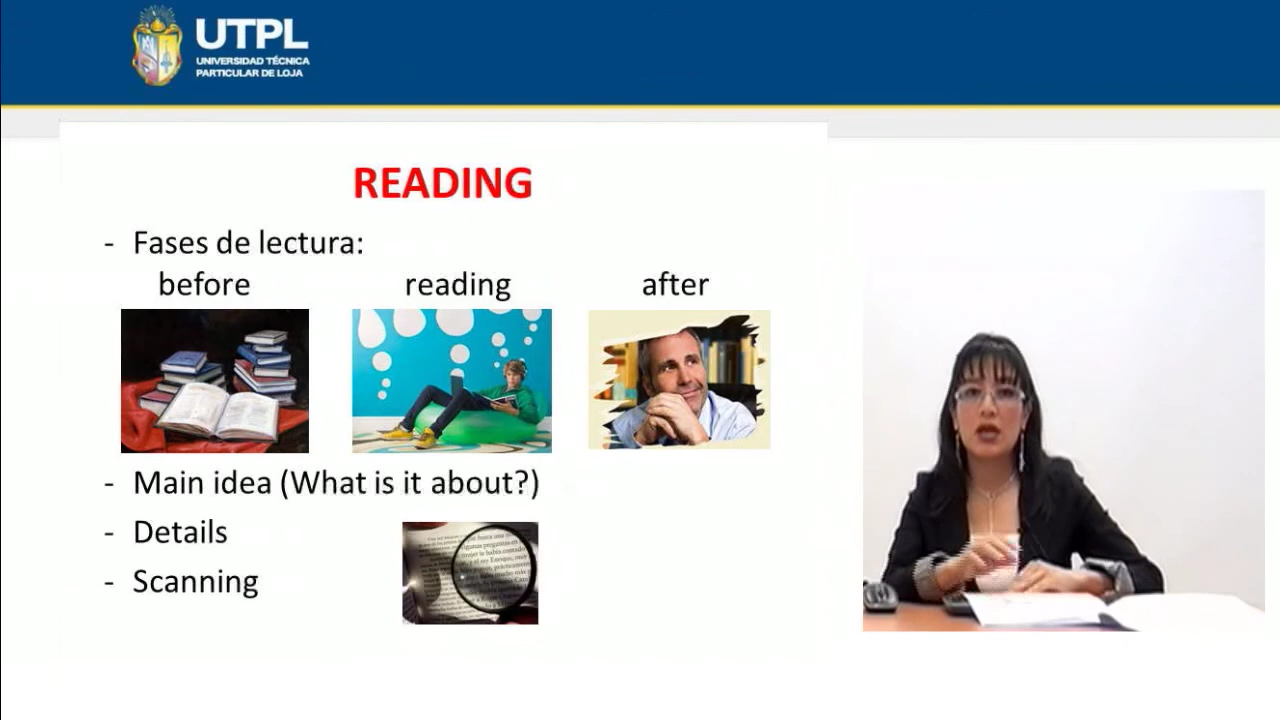 UTPL
UNIVERSIDAD TÉCNICA
PARTICULAR DE LOJA
READING
- Fases de lectura:
before reading after
- Main idea (What is it about?)
- Details
- Scanning